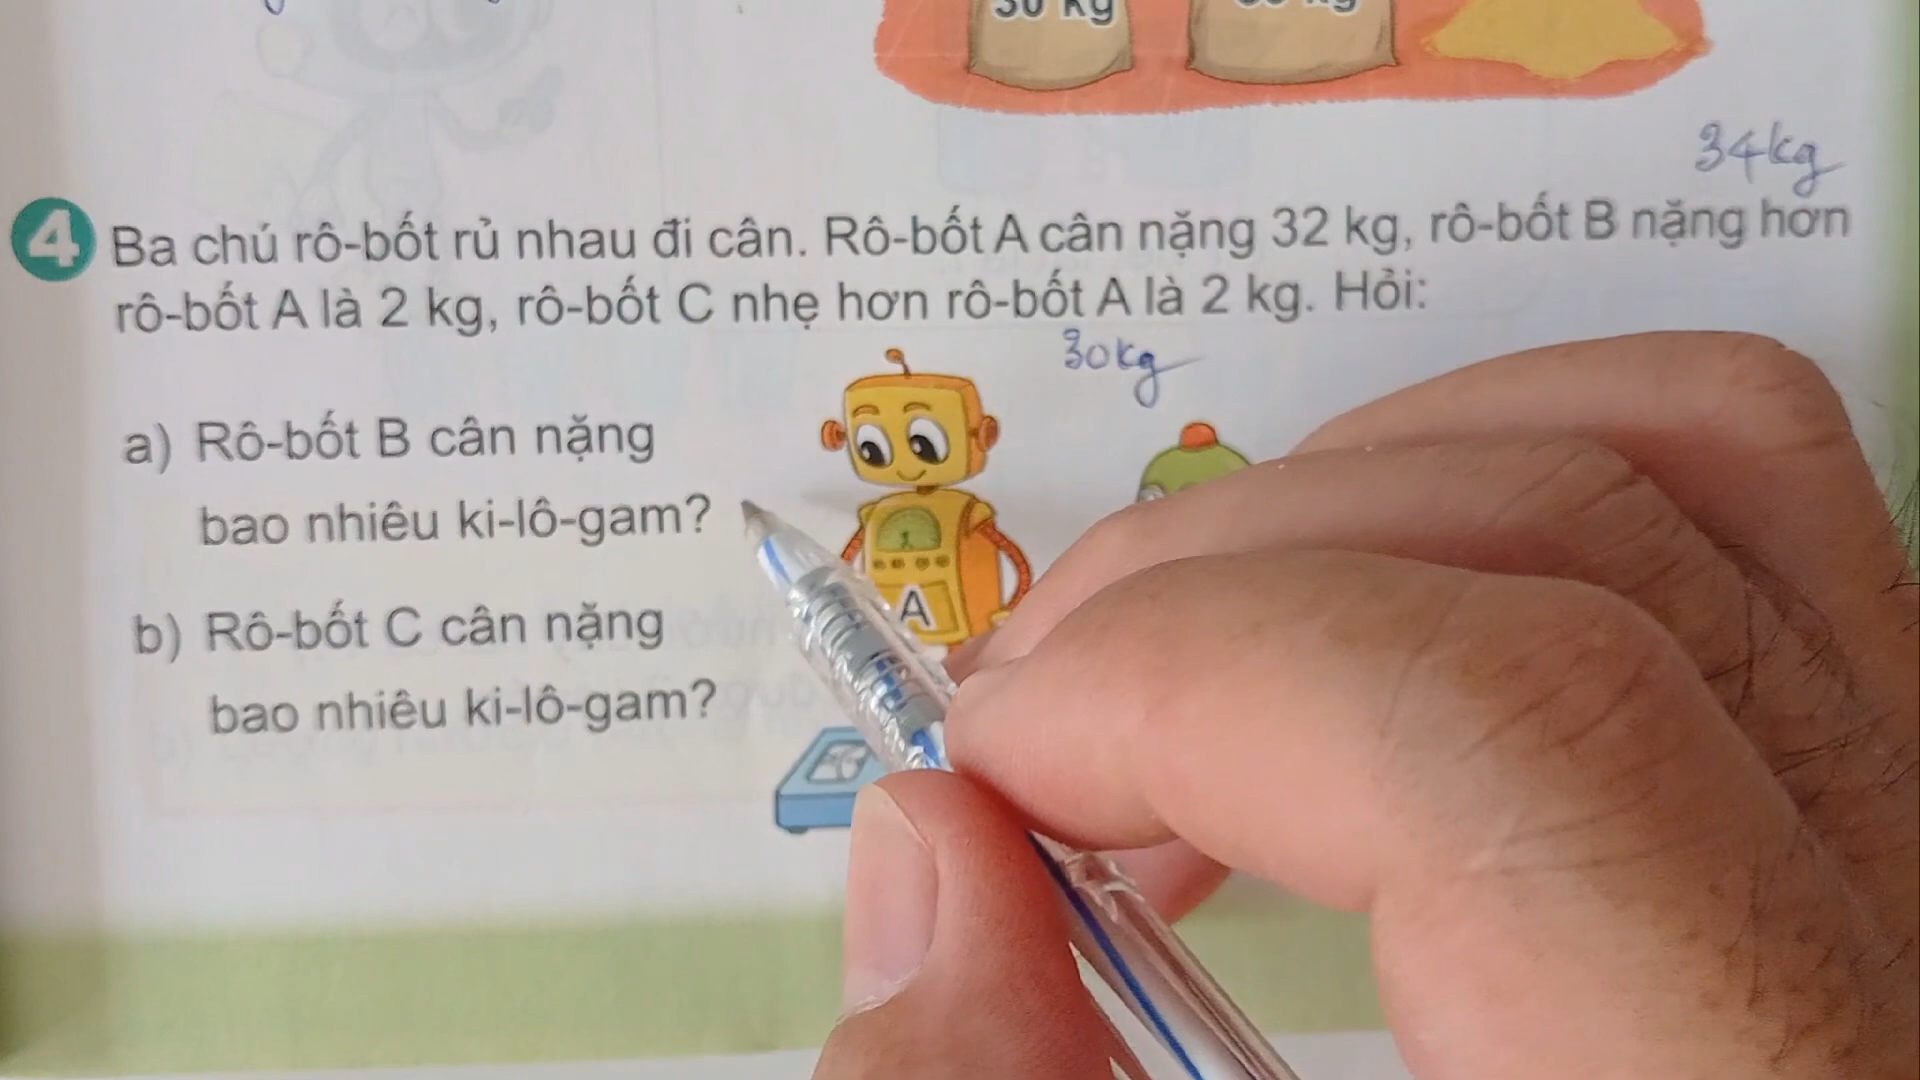 30 kg
34kg
4 Ba chú rô-bốt rủ nhau đi cân. Rô-bốt A cân nặng 32 kg, rô-bốt B nặng hơn
rô-bốt A là 2 kg, rô-bốt C nhẹ hơn rô-bốt A là 2 kg. Hỏi:
30kg
a) Rô-bốt B cân nặng
bao nhiêu ki-lô-gam?
A
b) Rô-bốt C cân nặng
bao nhiêu ki-lô-gam?